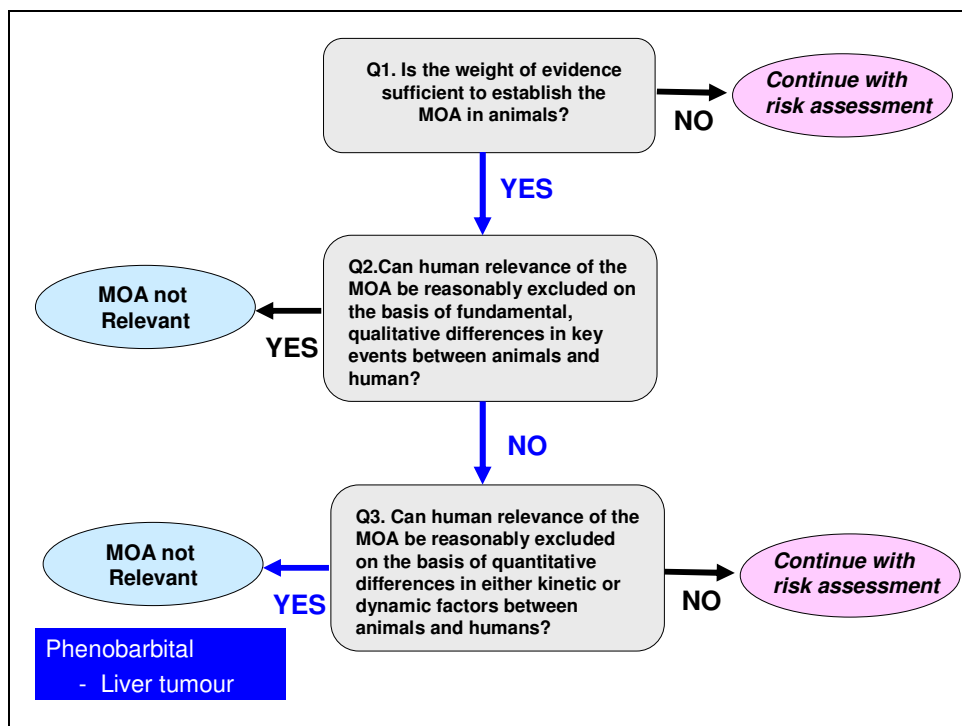 Q1. Is the weight of evidence
sufficient to establish the
MOA in animals?
NO
Continue with
risk assessment
YES
Q2.Can human relevance of the
MOA be reasonably excluded on
the basis of fundamental,
qualitative differences in key
events between animals and
human?
YES
MOA not
Relevant
NO
Q3. Can human relevance of the
MOA be reasonably excluded
on the basis of quantitative
differences in either kinetic or
dynamic factors between
animals and humans?
YES
MOA not
Relevant
NO
Continue with
risk assessment
Phenobarbital
- Liver tumour